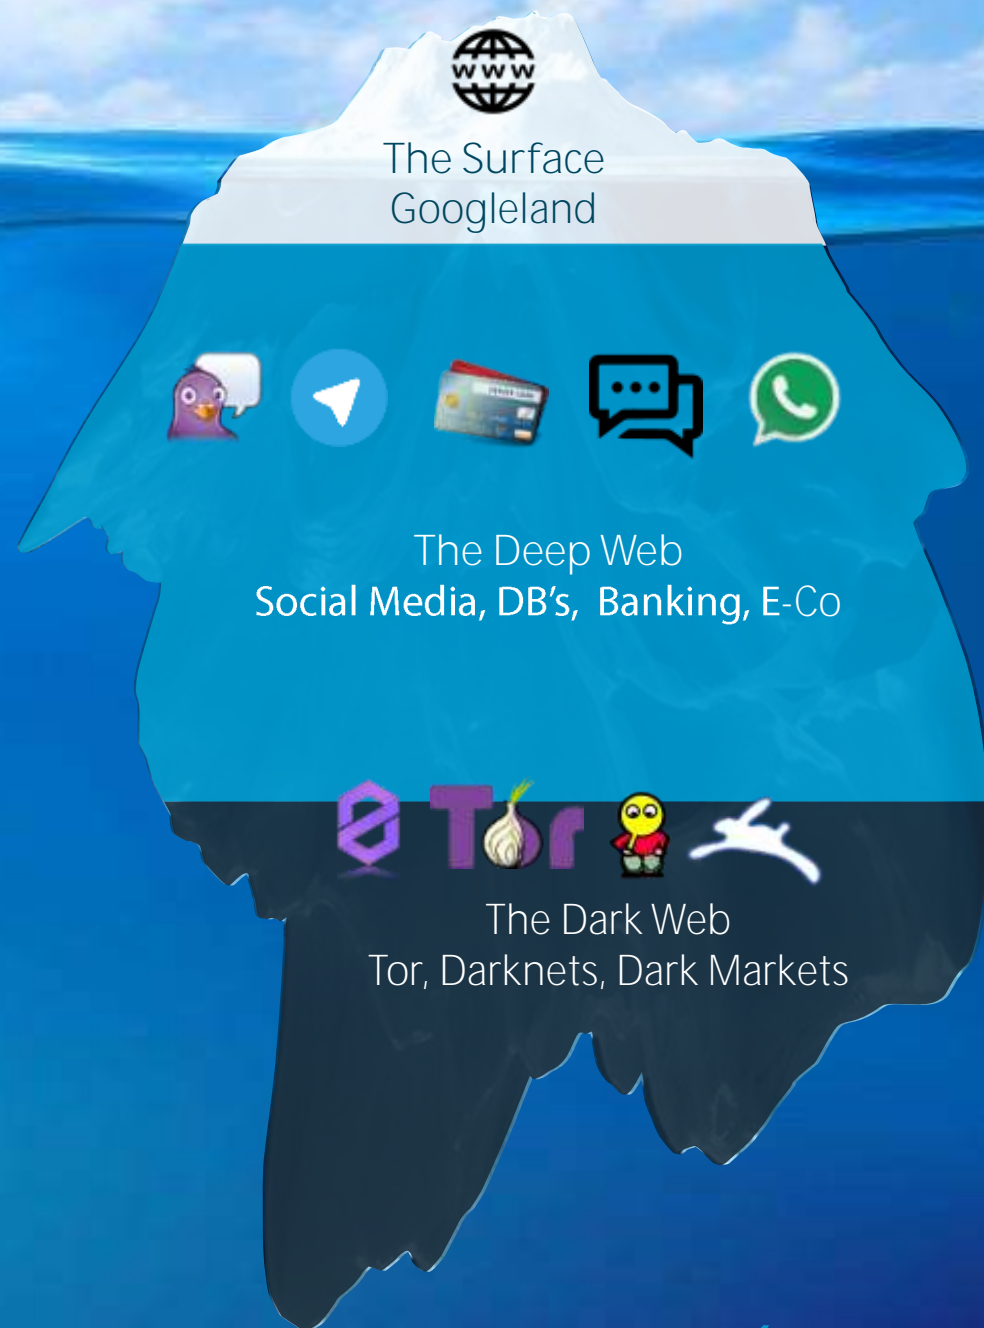 WWW
The Surface
Googleland
The Deep Web
Social Media, DB's, Banking, E-Co
Tor
The Dark Web
Tor, Darknets, Dark Markets